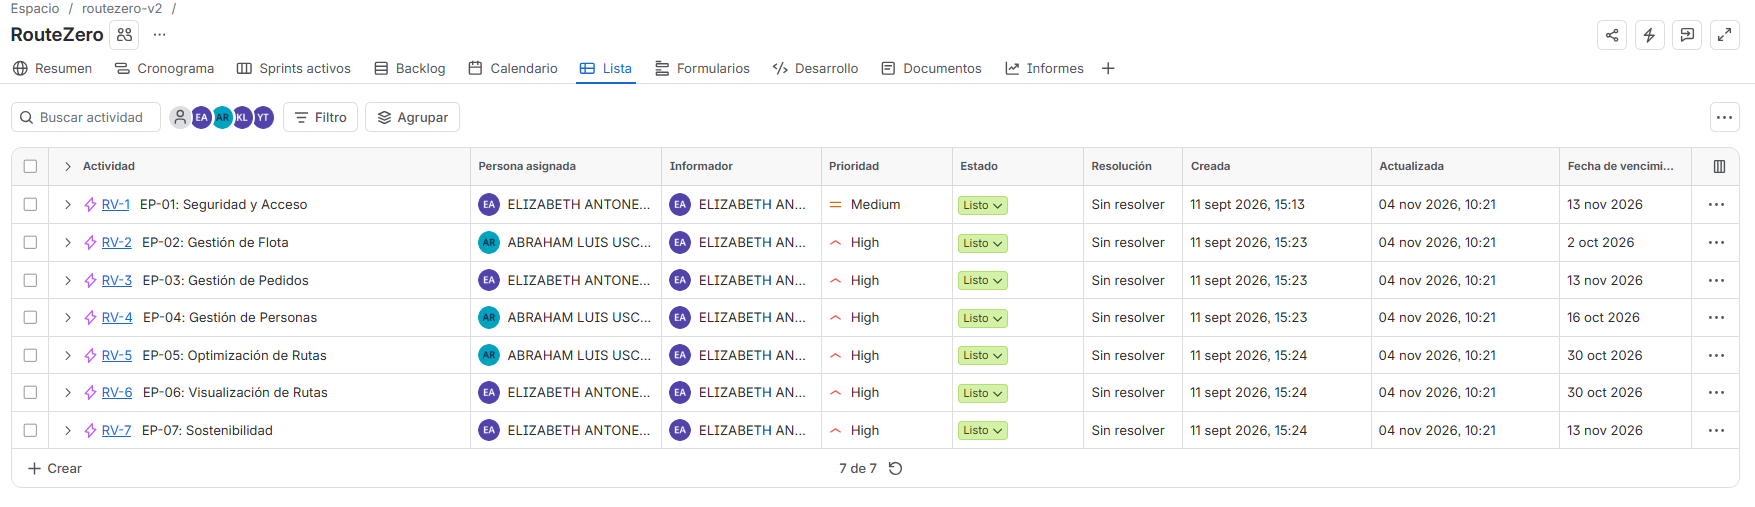 Espacio / routezero-v2 /
RouteZero
Resumen Cronograma Sprints activos Backlog Calendario Lista Formularios Desarrollo Documentos Informes
Buscar actividad EA AR KL YT Filtro Agrupar
Actividad Persona asignada Informador Prioridad Estado Resolución Creada Actualizada Fecha de vencimi...
RV-1 EP-01: Seguridad y Acceso EA ELIZABETH ANTONE... EA ELIZABETH AN... Medium Listo Sin resolver 11 sept 2026, 15:13 04 nov 2026, 10:21 13 nov 2026
RV-2 EP-02: Gestión de Flota AR ABRAHAM LUIS USC... EA ELIZABETH AN... High Listo Sin resolver 11 sept 2026, 15:23 04 nov 2026, 10:21 2 oct 2026
RV-3 EP-03: Gestión de Pedidos EA ELIZABETH ANTONE... EA ELIZABETH AN... High Listo Sin resolver 11 sept 2026, 15:23 04 nov 2026, 10:21 13 nov 2026
RV-4 EP-04: Gestión de Personas AR ABRAHAM LUIS USC... EA ELIZABETH AN... High Listo Sin resolver 11 sept 2026, 15:23 04 nov 2026, 10:21 16 oct 2026
RV-5 EP-05: Optimización de Rutas AR ABRAHAM LUIS USC... EA ELIZABETH AN... High Listo Sin resolver 11 sept 2026, 15:24 04 nov 2026, 10:21 30 oct 2026
RV-6 EP-06: Visualización de Rutas EA ELIZABETH ANTONE... EA ELIZABETH AN... High Listo Sin resolver 11 sept 2026, 15:24 04 nov 2026, 10:21 30 oct 2026
RV-7 EP-07: Sostenibilidad EA ELIZABETH ANTONE... EA ELIZABETH AN... High Listo Sin resolver 11 sept 2026, 15:24 04 nov 2026, 10:21 13 nov 2026
Crear 7 de 7